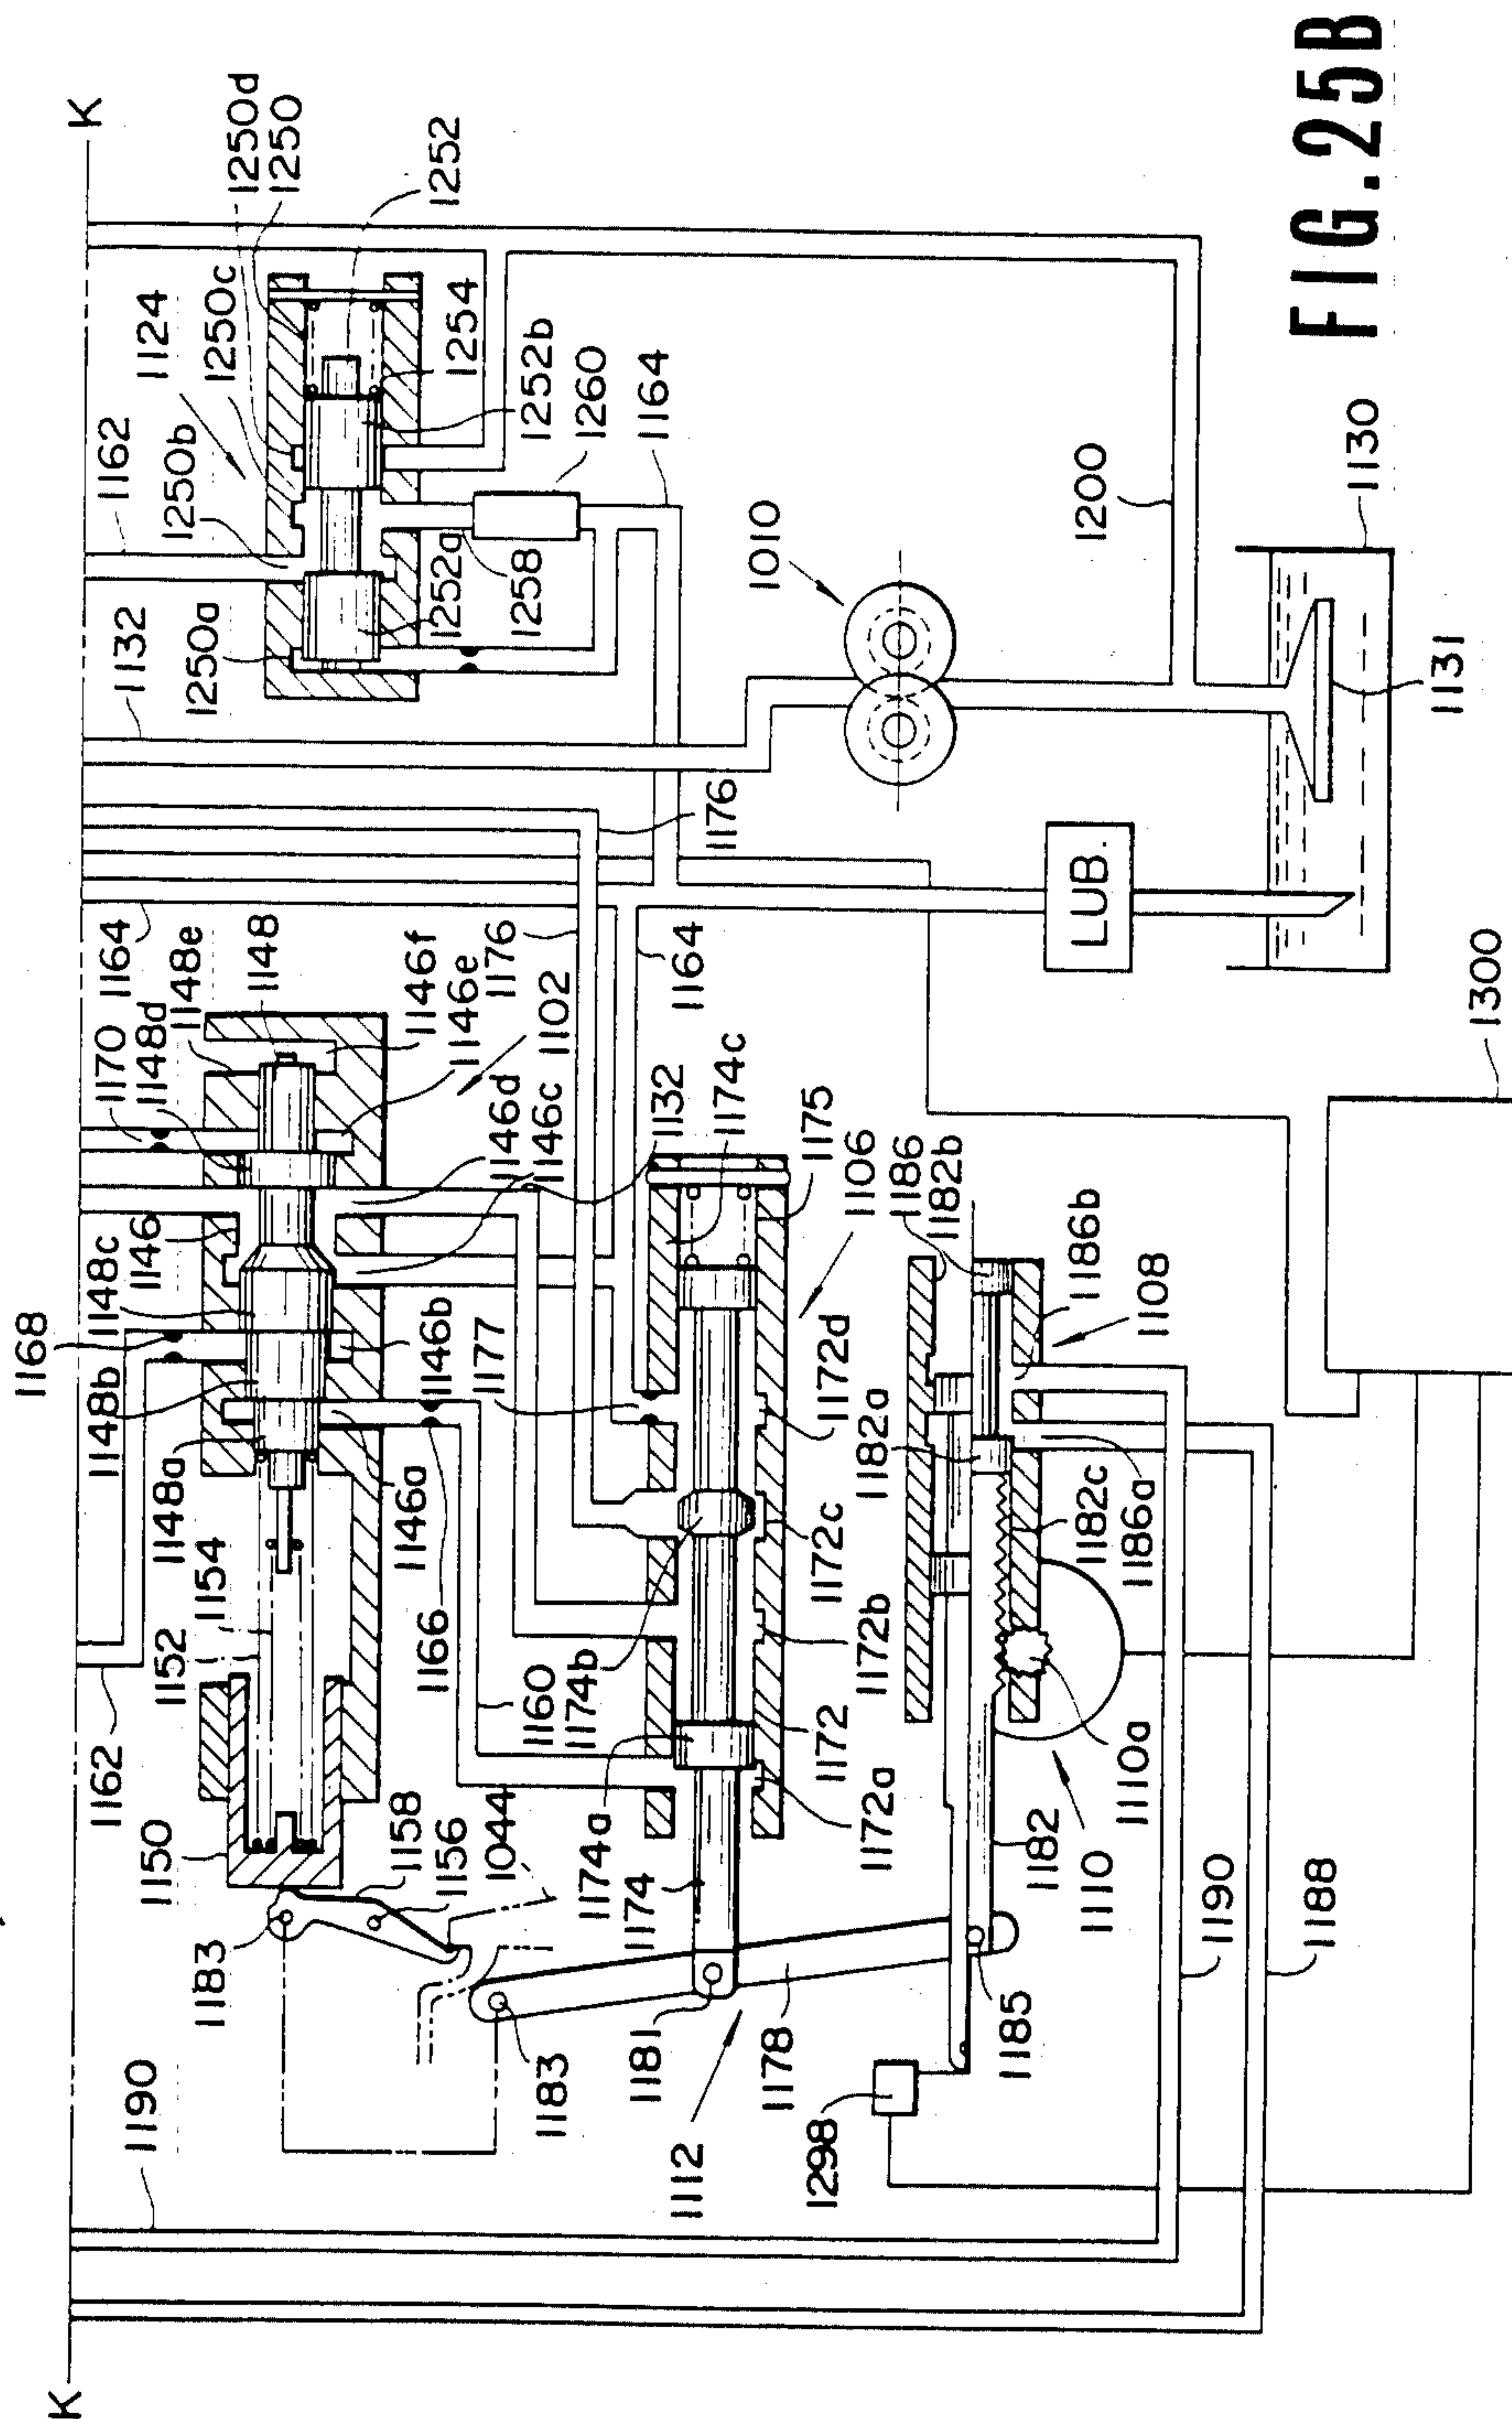 K
K
1190
1183
1162
1150
1152
1154
1148a
1148b
1168
1148c
1146
1170
1148d
1164
1148e
1148
1132
1250a
1162
1250b
1124
1250c
1250d
1250
1252
1158
1156
1044
1146a
1166
1146b
1177
1146c
1146d
1102
1146e
1146f
1176
1252a
1258
1252b
1254
1260
1164
1183
1181
1178
1112
1174
1174a
1160
1174b
1132
1174c
1164
1176
1010
1200
1172a
1172
1172b
1172c
1172d
1175
1106
1298
1185
1182
1110
1110a
1182a
1182c
1186a
1186
1182b
1186b
1108
1190
1188
LUB.
1131
1130
1300
FIG.25B